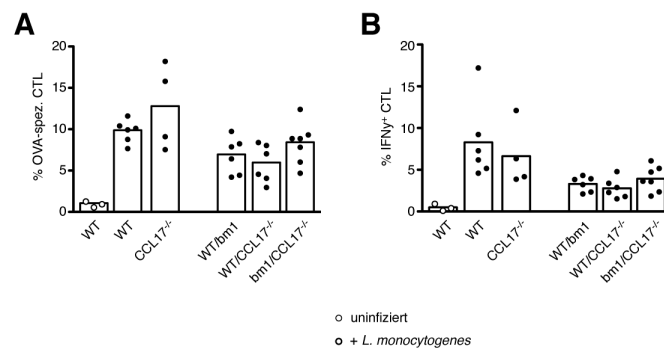 A
B
20
15
10
5
0
% OVA-spez. CTL
WT
WT
CCL17-/-
WT/bm1
WT/CCL17-/-
bm1/CCL17-/-
20
15
10
5
0
% IFNγ+ CTL
WT
WT
CCL17-/-
WT/bm1
WT/CCL17-/-
bm1/CCL17-/-
uninfiziert
+ L. monocytogenes